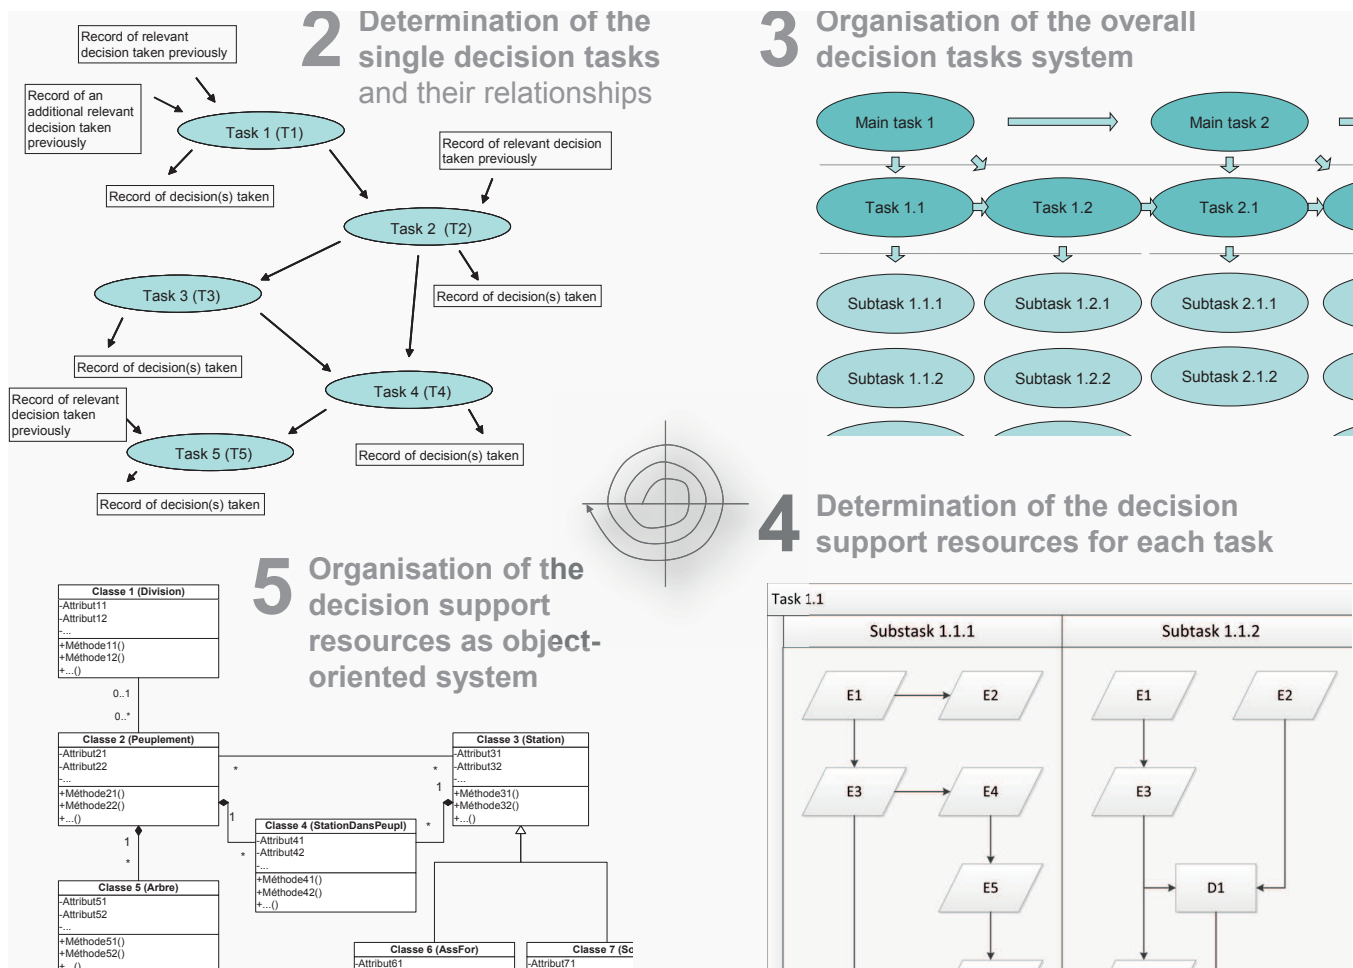 2 Determination of the
single decision tasks
and their relationships
Record of relevant
decision taken previously
Record of an
additional relevant
decision taken
previously
Task 1 (T1)
Record of decision(s) taken
Record of relevant decision
taken previously
Task 2 (T2)
Record of decision(s) taken
Task 3 (T3)
Record of decision(s) taken
Task 4 (T4)
Record of decision(s) taken
Record of relevant
decision taken
previously
Task 5 (T5)
Record of decision(s) taken
3 Organisation of the overall
decision tasks system
Main task 1
Main task 2
Task 1.1
Task 1.2
Task 2.1
Subtask 1.1.1
Subtask 1.2.1
Subtask 2.1.1
Subtask 1.1.2
Subtask 1.2.2
Subtask 2.1.2
4 Determination of the decision
support resources for each task
Task 1.1
Substask 1.1.1
Subtask 1.1.2
E1
E2
E1
E2
E3
E4
E3
E5
D1
5 Organisation of the
decision support
resources as object-
oriented system
Classe 1 (Division)
-Attribut11
-Attribut12
-...
+Méthode11()
+Méthode12()
+...()
0..1
0..*
Classe 2 (Peuplement)
-Attribut21
-Attribut22
-...
+Méthode21()
+Méthode22()
+...()
*
*
Classe 3 (Station)
-Attribut31
-Attribut32
-...
+Méthode31()
+Méthode32()
+...()
1
1
*
*
Classe 4 (StationDansPeupl)
-Attribut41
-Attribut42
-...
+Méthode41()
+Méthode42()
+...()
1
*
Classe 5 (Arbre)
-Attribut51
-Attribut52
-...
+Méthode51()
+Méthode52()
+...()
Classe 6 (AssFor)
-Attribut61
Classe 7 (So
-Attribut71